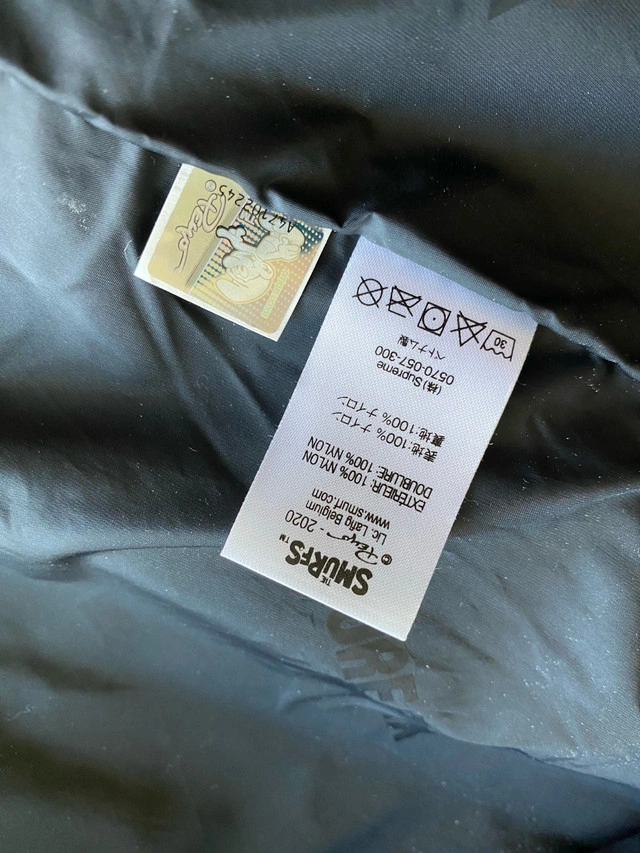 THE
SMURFS™
© Peyo - 2020
Lic. Lafig Belgium
www.smurf.com
EXTÉRIEUR: 100% NYLON
DOUBLURE: 100% NYLON
表地:100% ナイロン
裏地:100% ナイロン
(株) Supreme
0570-057-300
ベトナム製
30
© Peyo